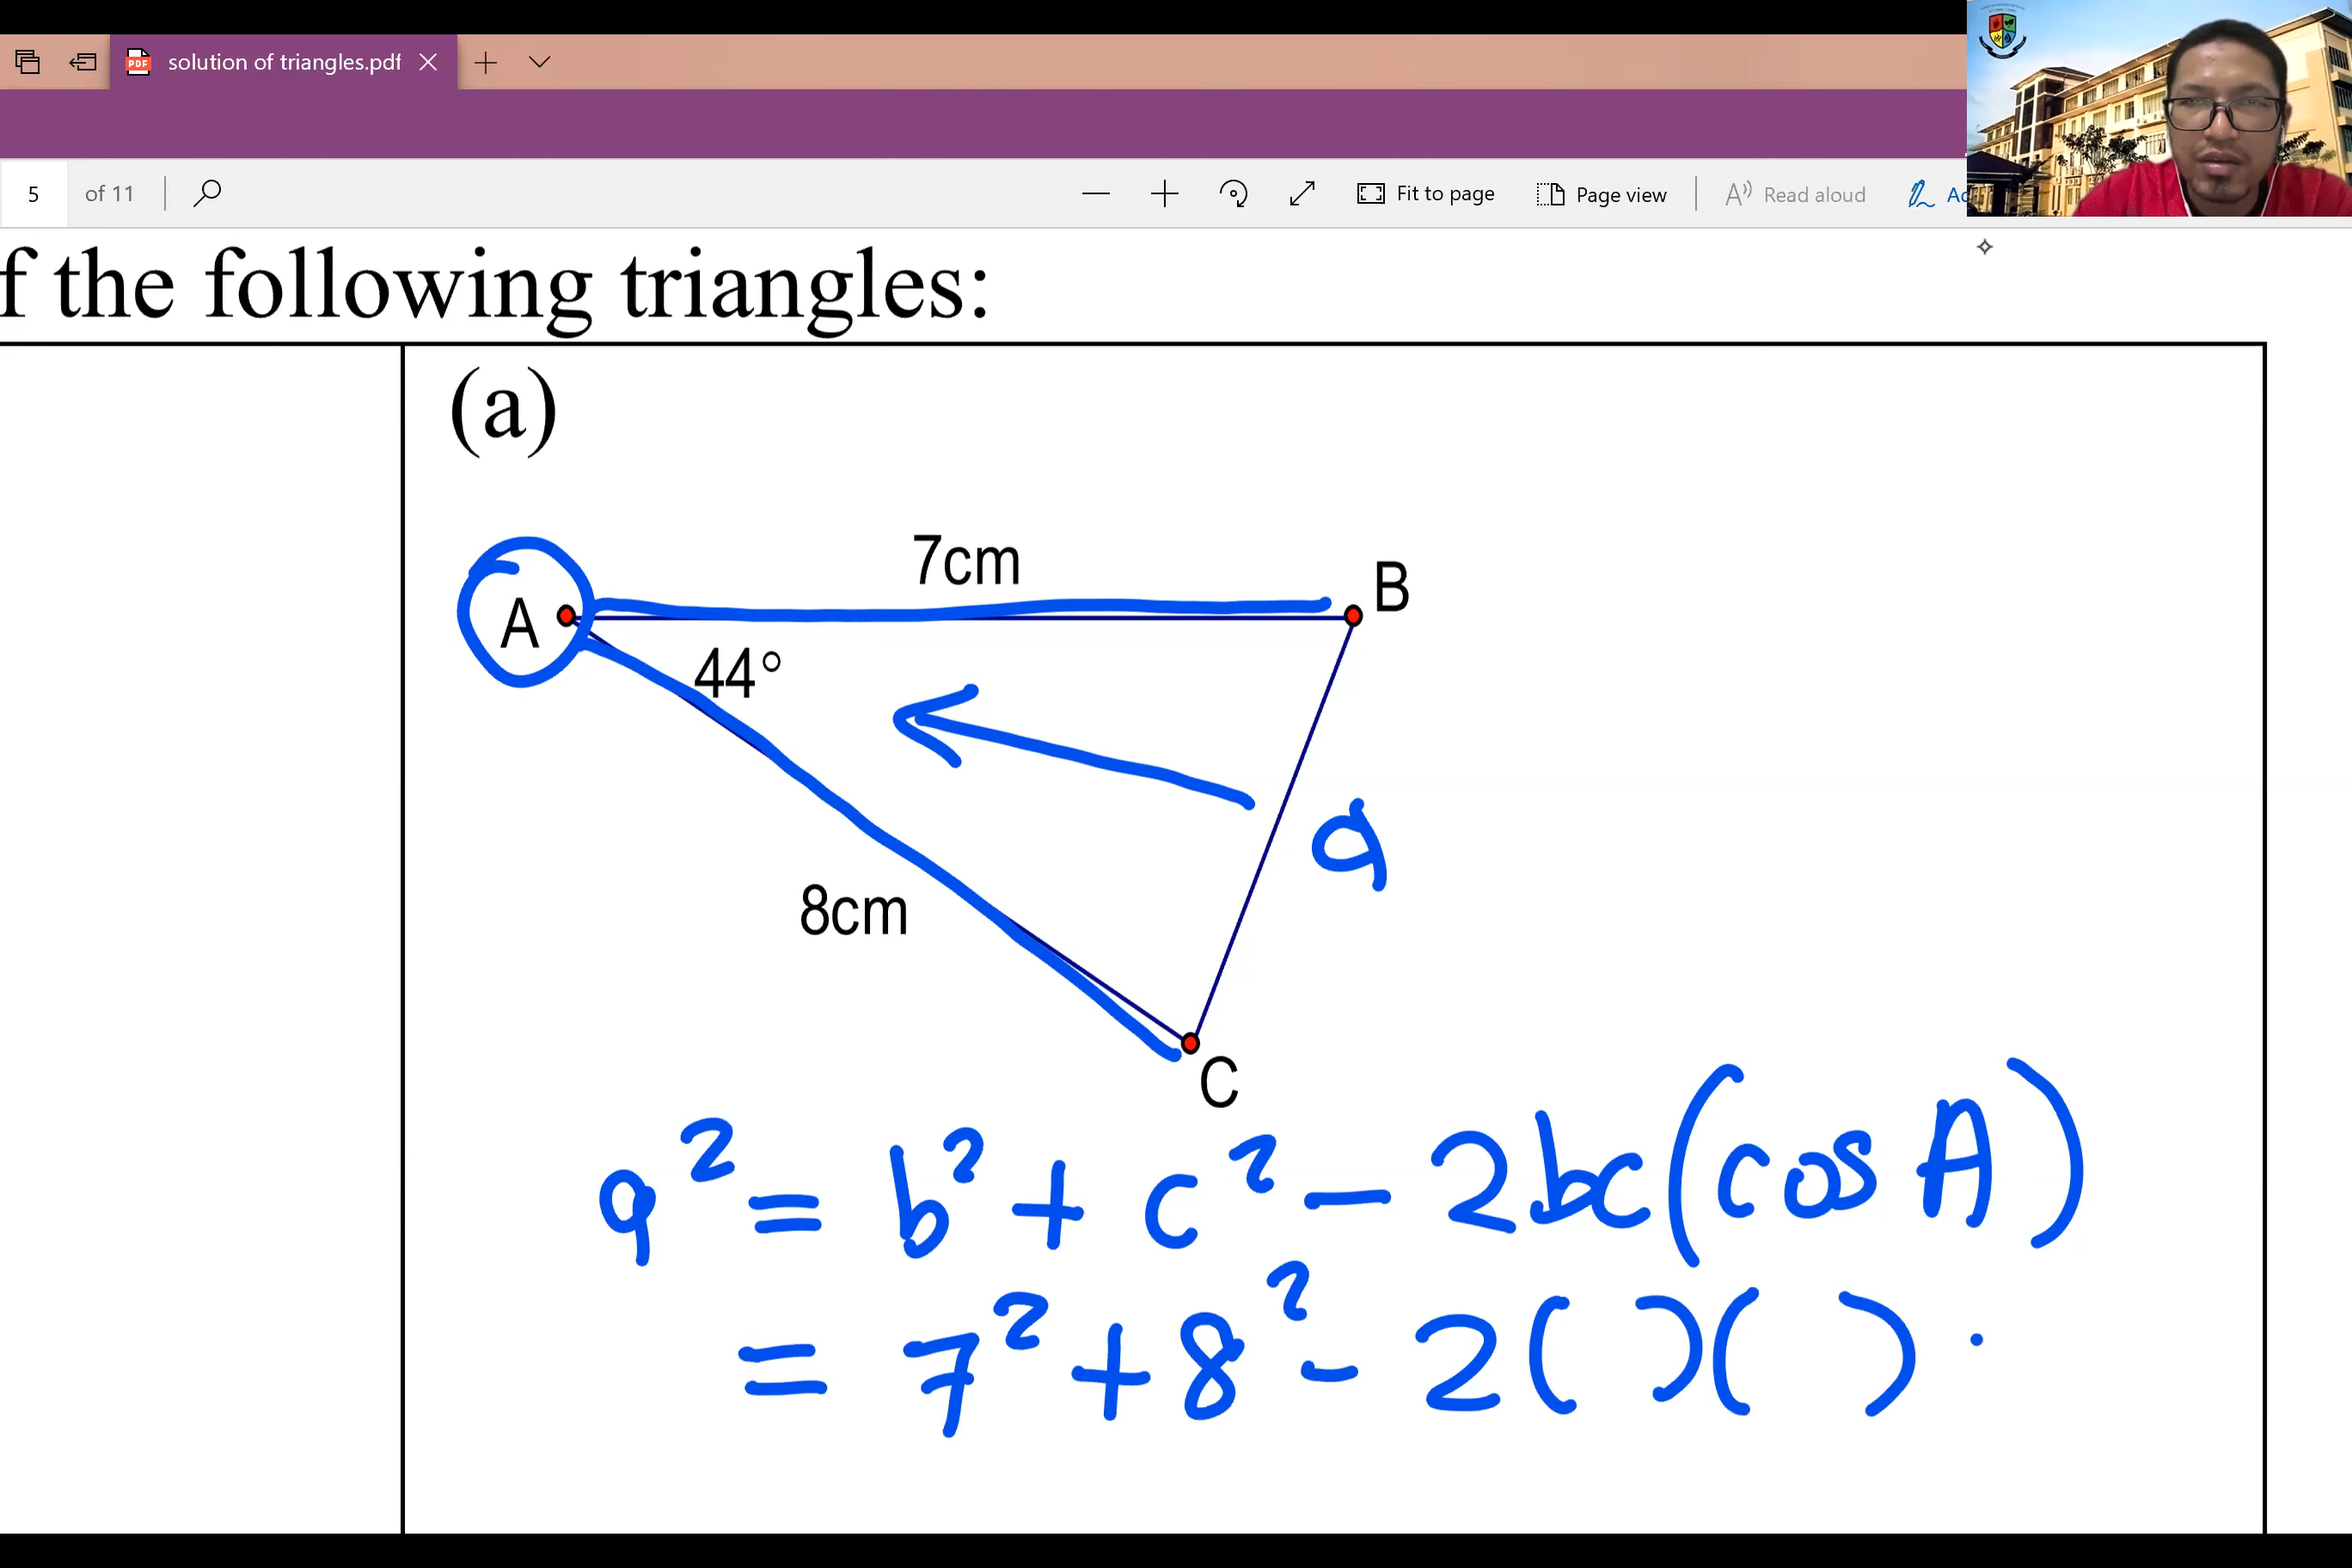 solution of triangles.pdf
5 of 11
Fit to page
Page view
Read aloud
f the following triangles:
(a)
7cm
B
A
44°
a
8cm
C
a² = b² + c² - 2bc(cos A)
= 7² + 8² - 2( )( ) .